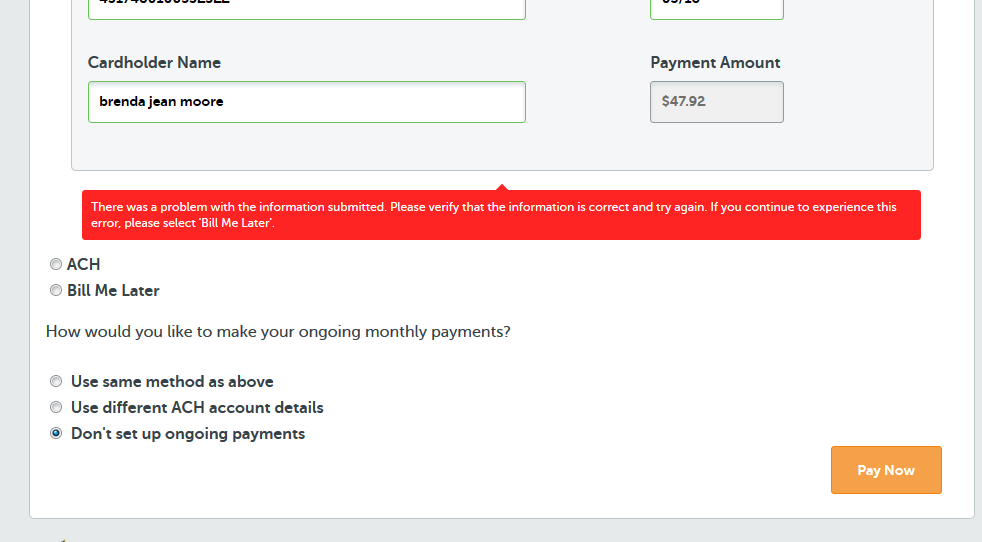 Cardholder Name Payment Amount
brenda jean moore $47.92
There was a problem with the information submitted. Please verify that the information is correct and try again. If you continue to experience this
error, please select 'Bill Me Later'.
ACH
Bill Me Later
How would you like to make your ongoing monthly payments?
Use same method as above
Use different ACH account details
Don't set up ongoing payments
Pay Now